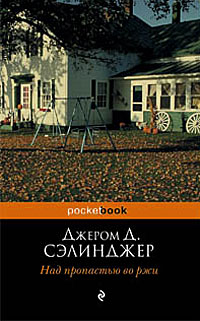 pocketbook
ДЖЕРОМ Д.
СЭЛИНДЖЕР
Над пропастью во ржи